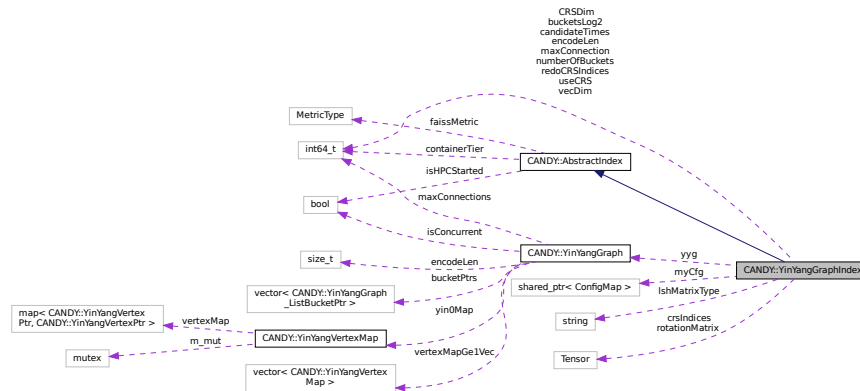 CRSDim
bucketsLog2
candidateTimes
encodeLen
maxConnection
numberOfBuckets
redoCRSIndices
useCRS
vecDim
MetricType
faissMetric
int64_t
containerTier
CANDY::AbstractIndex
isHPCStarted
bool
maxConnections
isConcurrent
size_t
encodeLen
CANDY::YinYangGraph
yyg
CANDY::YinYangGraphIndex
bucketPtrs
myCfg
shared_ptr< ConfigMap >
vector< CANDY::YinYangGraph
_ListBucketPtr >
lshMatrixType
map< CANDY::YinYangVertex
Ptr, CANDY::YinYangVertexPtr >
vertexMap
yin0Map
string
crsIndices
rotationMatrix
CANDY::YinYangVertexMap
m_mut
mutex
vertexMapGe1Vec
Tensor
vector< CANDY::YinYangVertex
Map >